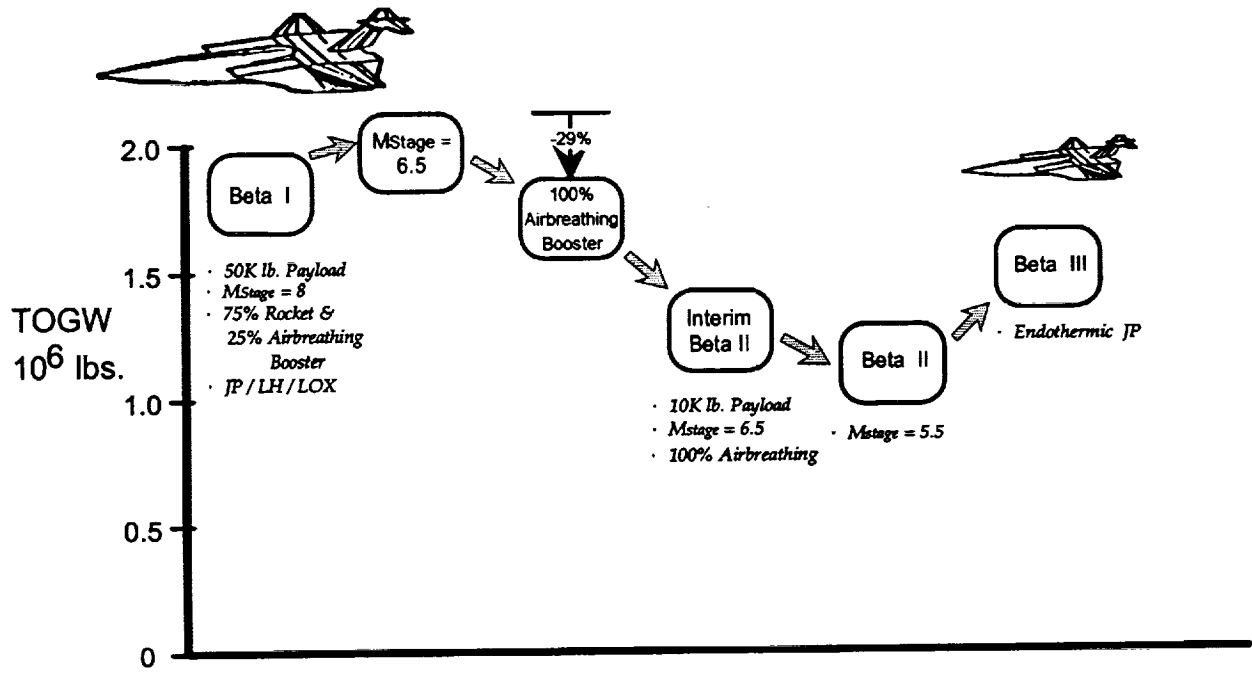 2.0
1.5
TOGW
10^6 lbs.
1.0
0.5
0
Beta I
· 50K lb. Payload
· MStage = 8
· 75% Rocket &
25% Airbreathing
Booster
· JP / LH / LOX
MStage =
6.5
-29%
100%
Airbreathing
Booster
Interim
Beta II
· 10K lb. Payload
· Mstage = 6.5
· 100% Airbreathing
Beta II
· Mstage = 5.5
Beta III
· Endothermic JP